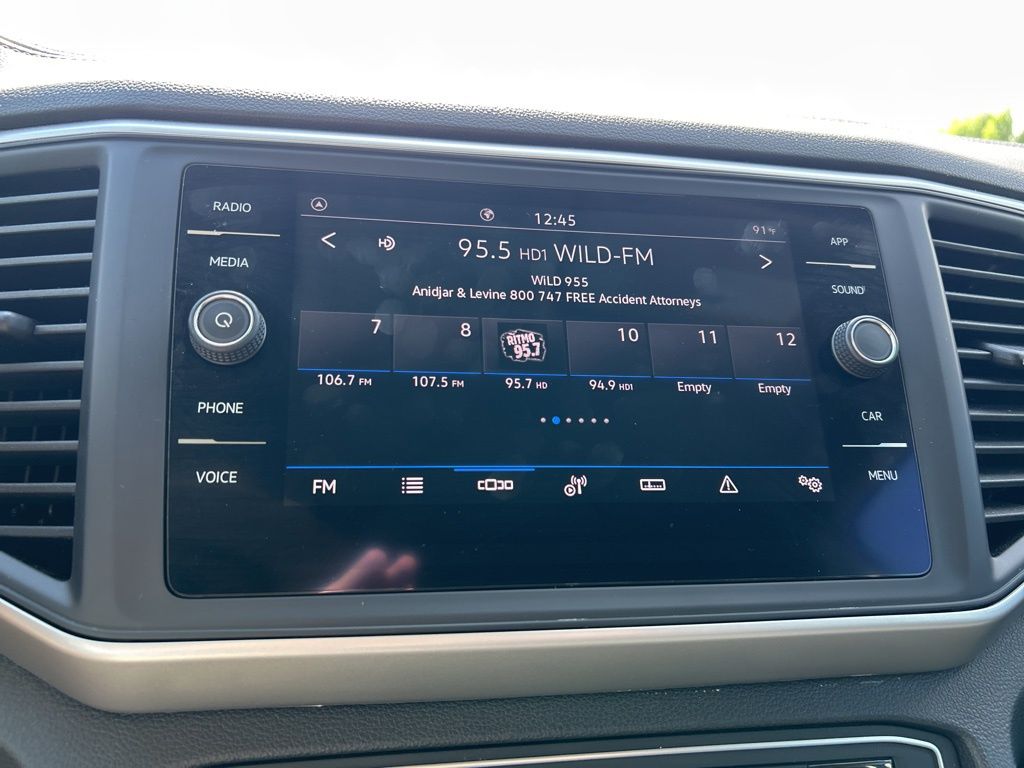 RADIO
MEDIA
PHONE
VOICE
12:45
91°F
HD
95.5 HD1 WILD-FM
WiLD 955
Anidjar & Levine 800 747 FREE Accident Attorneys
7
8
RITMO 95.7
10
11
12
106.7 FM
107.5 FM
95.7 HD
94.9 HD1
Empty
Empty
FM
APP
SOUND
CAR
MENU